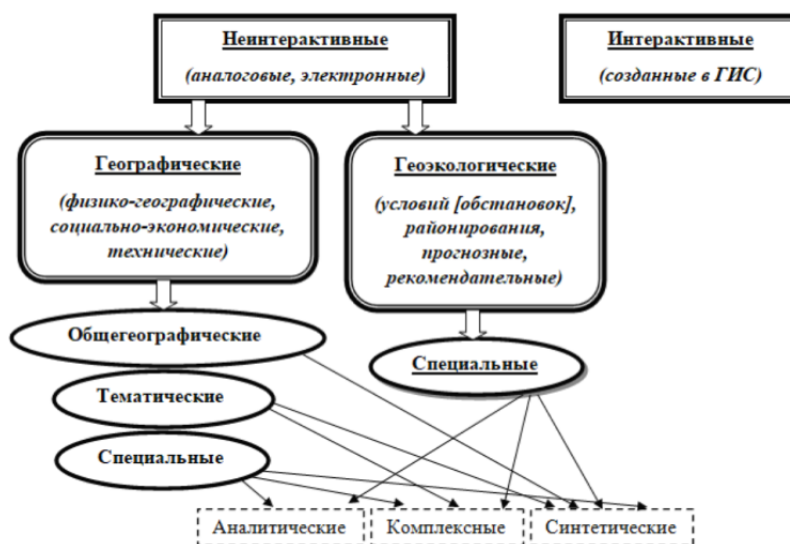 Неинтерактивные
(аналоговые, электронные)
Интерактивные
(созданные в ГИС)
Географические
(физико-географические,
социально-экономические,
технические)
Геоэкологические
(условий [обстановок],
районирования,
прогнозные,
рекомендательные)
Общегеографические
Тематические
Специальные
Специальные
Аналитические
Комплексные
Синтетические